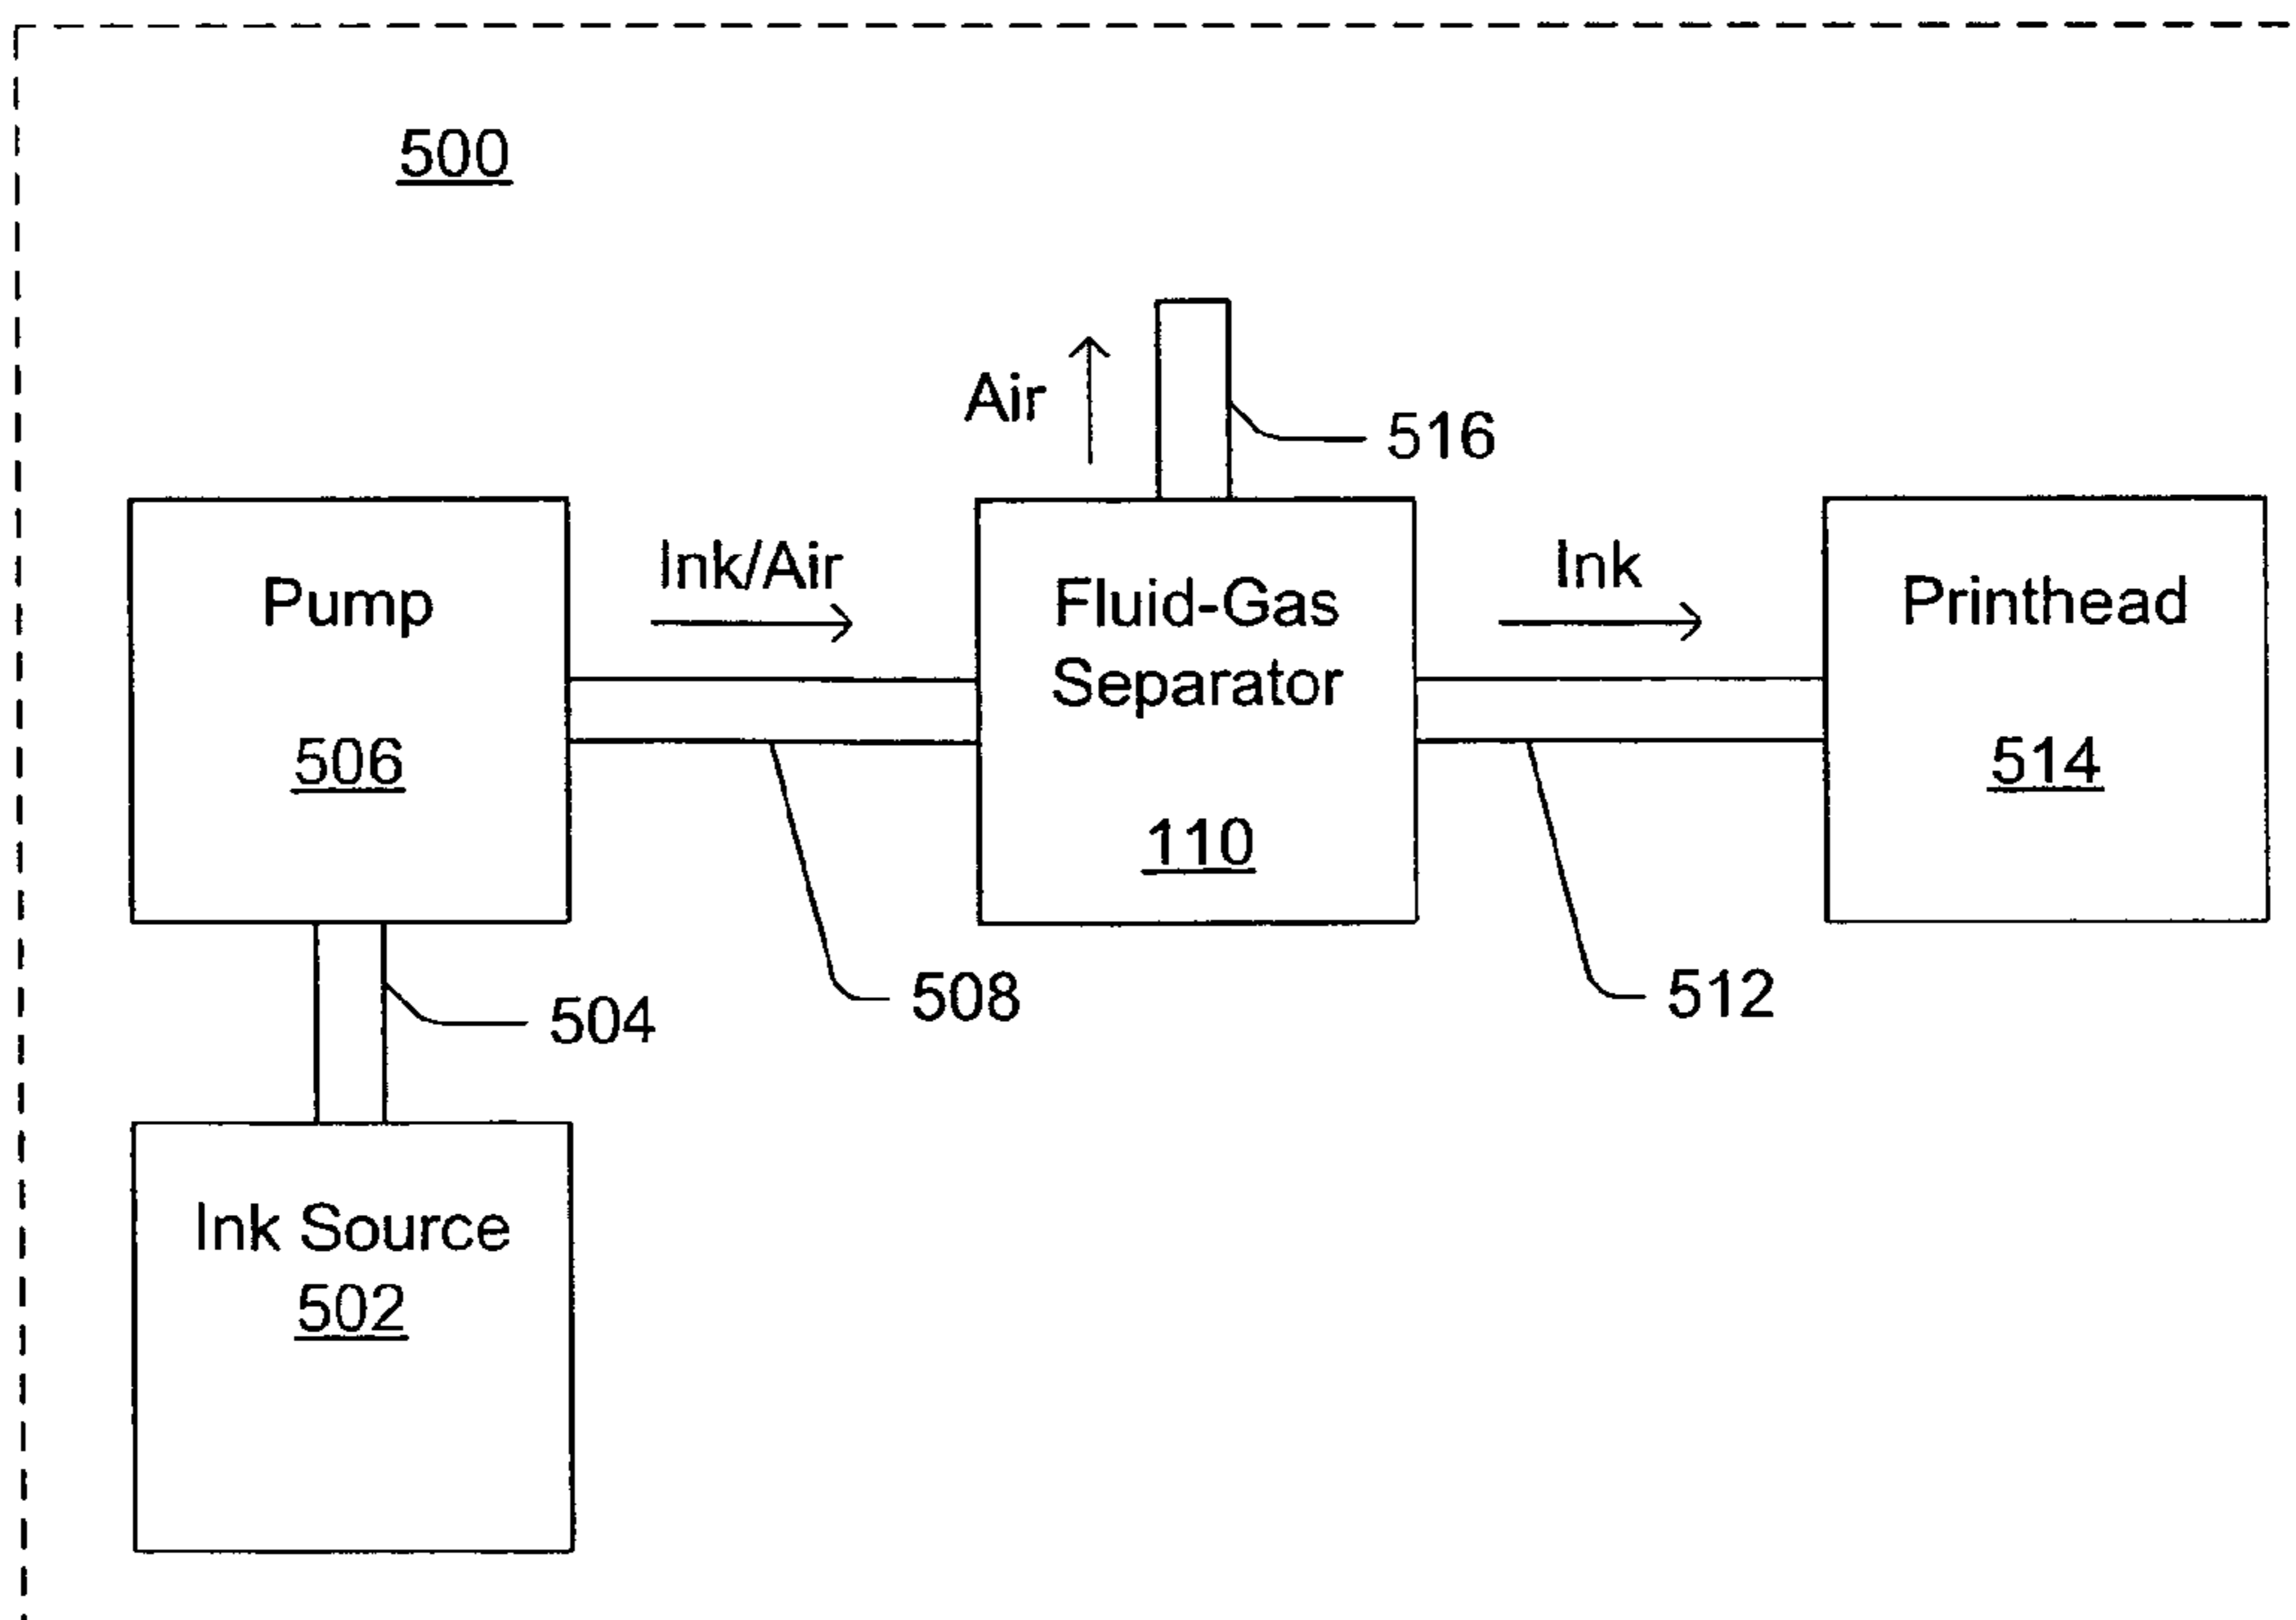 500
Air
516
Pump
506
Ink/Air
Fluid-Gas
Separator
110
Ink
Printhead
514
504
508
512
Ink Source
502